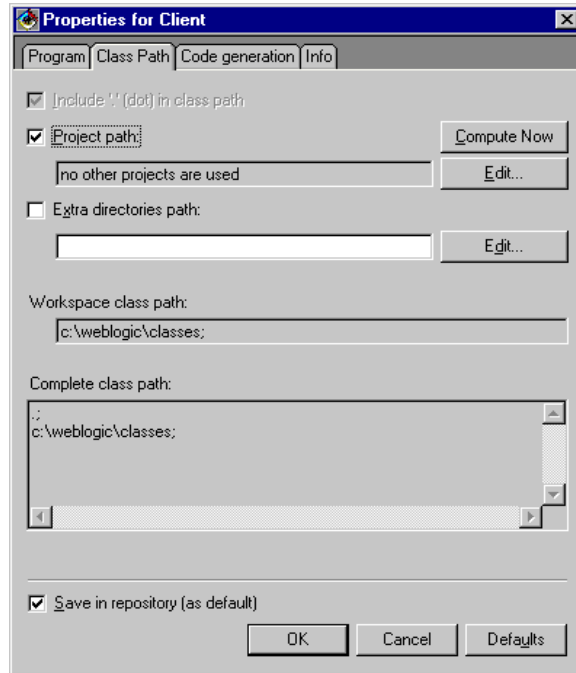 Properties for Client
Program Class Path Code generation Info
Include '.' (dot) in class path
Project path: Compute Now
no other projects are used Edit...
Extra directories path:
Edit...
Workspace class path:
c:\weblogic\classes;
Complete class path:
.;
c:\weblogic\classes;
Save in repository (as default)
OK Cancel Defaults